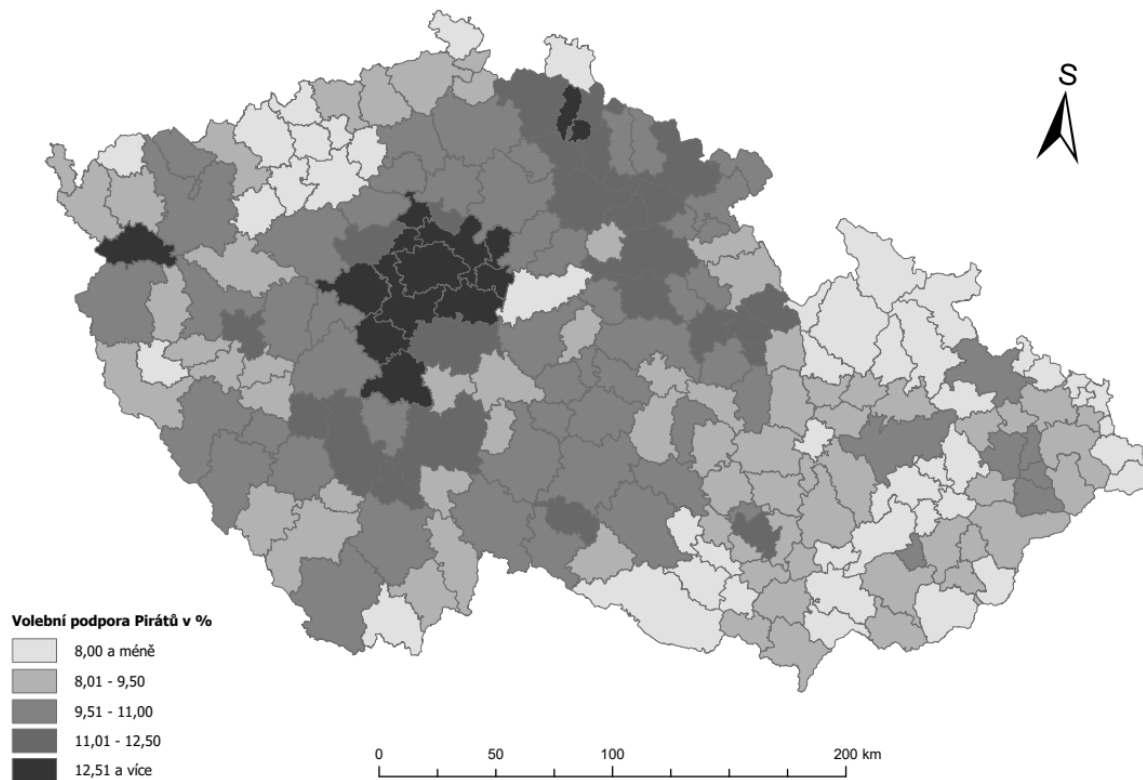 S
Volební podpora Pirátů v %
8,00 a méně
8,01 - 9,50
9,51 - 11,00
11,01 - 12,50
12,51 a více
0 50 100 200 km